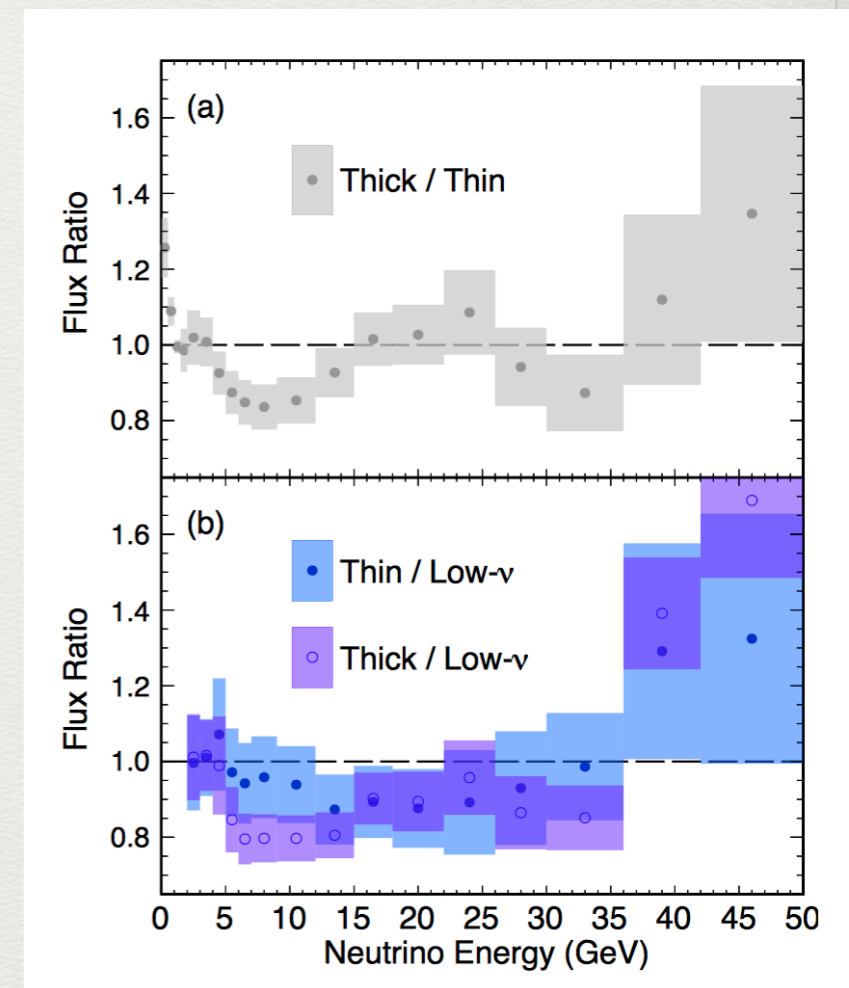 (a)
Thick / Thin
Flux Ratio
1.6
1.4
1.2
1.0
0.8
(b)
Thin / Low-ν
Thick / Low-ν
Flux Ratio
1.6
1.4
1.2
1.0
0.8
0 5 10 15 20 25 30 35 40 45 50
Neutrino Energy (GeV)